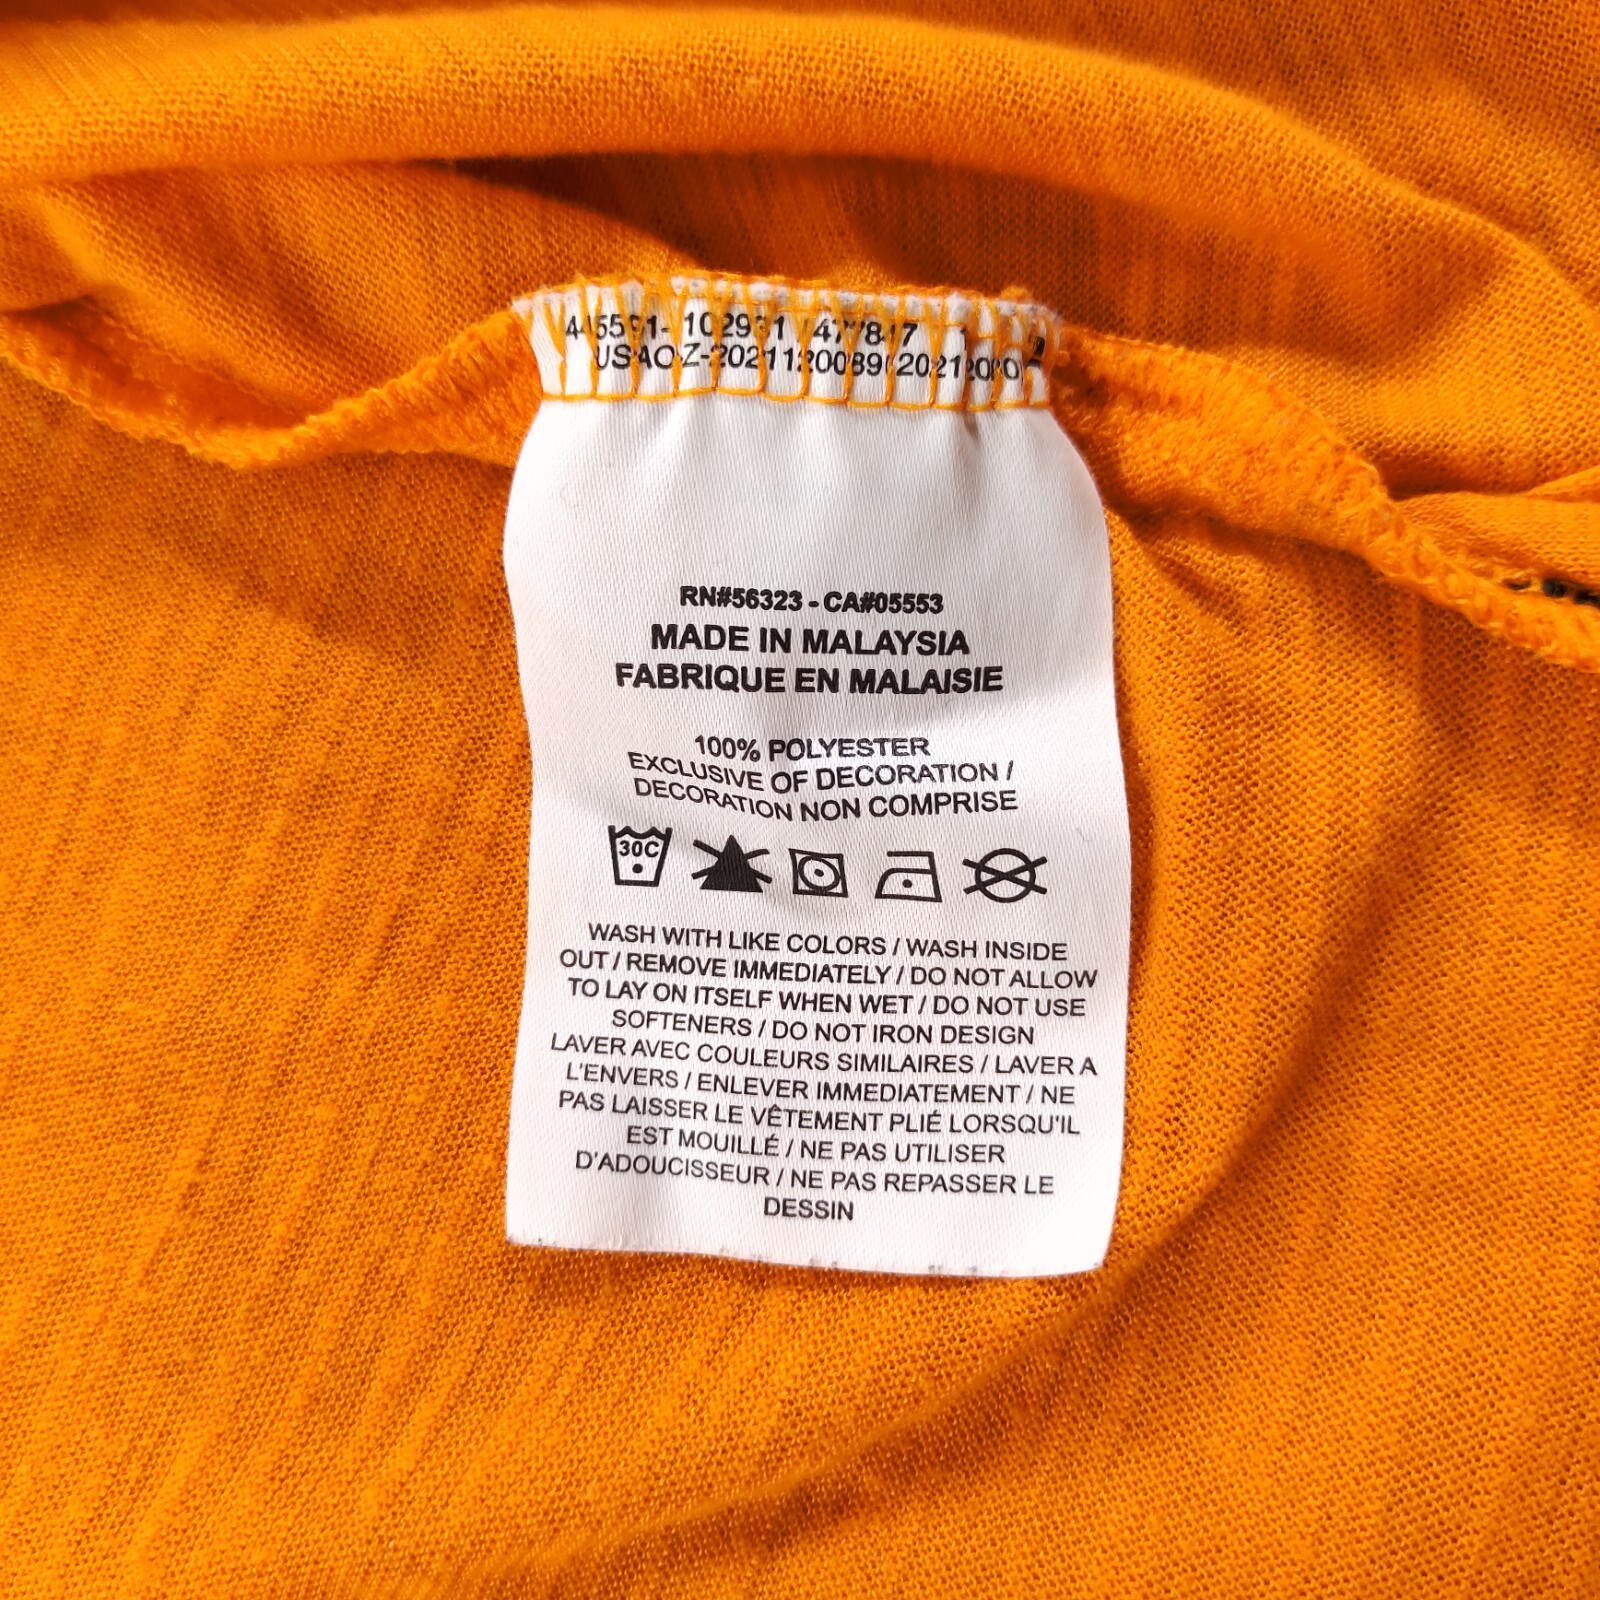 RN#56323 - CA#05553
MADE IN MALAYSIA
FABRIQUE EN MALAISIE
100% POLYESTER
EXCLUSIVE OF DECORATION /
DECORATION NON COMPRISE
30C
WASH WITH LIKE COLORS / WASH INSIDE
OUT / REMOVE IMMEDIATELY / DO NOT ALLOW
TO LAY ON ITSELF WHEN WET / DO NOT USE
SOFTENERS / DO NOT IRON DESIGN
LAVER AVEC COULEURS SIMILAIRES / LAVER A
L'ENVERS / ENLEVER IMMEDIATEMENT / NE
PAS LAISSER LE VÊTEMENT PLIÉ LORSQU'IL
EST MOUILLÉ / NE PAS UTILISER
D'ADOUCISSEUR / NE PAS REPASSER LE
DESSIN